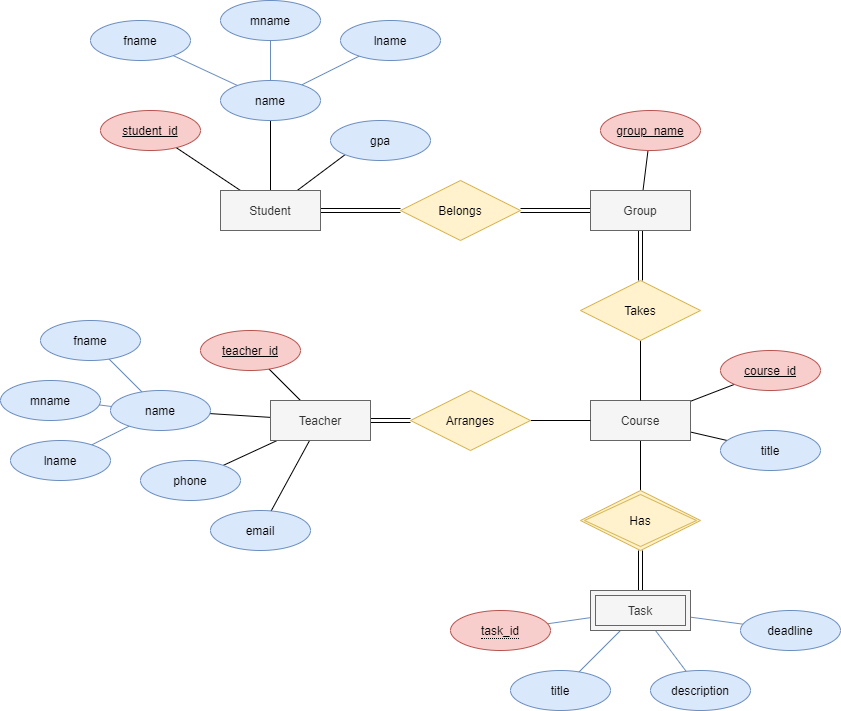 mname
fname
lname
name
student_id
gpa
group_name
Student
Belongs
Group
Takes
fname
teacher_id
course_id
mname
name
Teacher
Arranges
Course
title
lname
phone
email
Has
Task
task_id
deadline
title
description